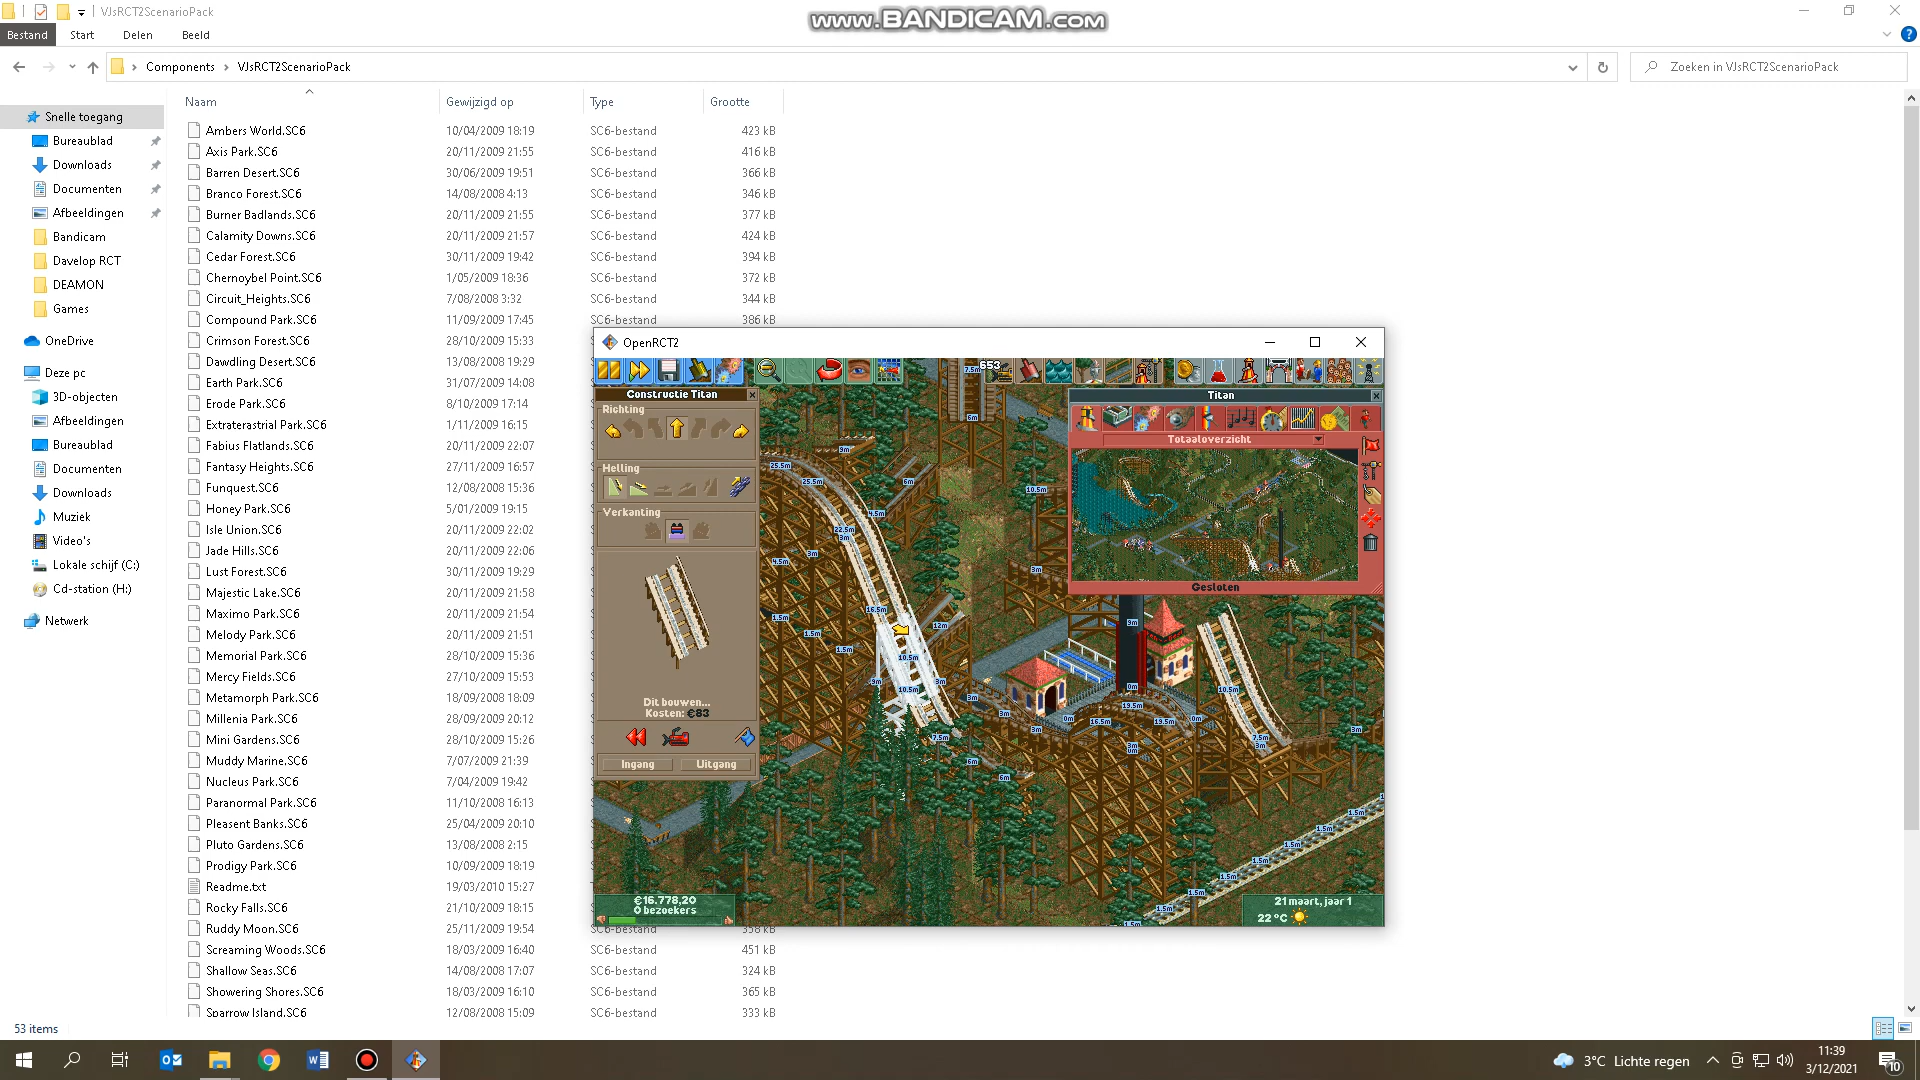 VJsRCT2ScenarioPack
www.BANDICAM.com
Bestand Start Delen Beeld
Components VJsRCT2ScenarioPack
Zoeken in VJsRCT2ScenarioPack
Naam Gewijzigd op Type Grootte
Snelle toegang
Bureaublad
Downloads
Documenten
Afbeeldingen
Bandicam
Davelop RCT
DEAMON
Games
OneDrive
Deze pc
3D-objecten
Afbeeldingen
Bureaublad
Documenten
Downloads
Muziek
Video's
Lokale schijf (C:)
Cd-station (H:)
Netwerk
Ambers World.SC6 10/04/2009 18:19 SC6-bestand 423 kB
Axis Park.SC6 20/11/2009 21:55 SC6-bestand 416 kB
Barren Desert.SC6 30/06/2009 19:51 SC6-bestand 366 kB
Branco Forest.SC6 14/08/2008 4:13 SC6-bestand 346 kB
Burner Badlands.SC6 20/11/2009 21:55 SC6-bestand 377 kB
Calamity Downs.SC6 20/11/2009 21:57 SC6-bestand 424 kB
Cedar Forest.SC6 30/11/2009 19:42 SC6-bestand 394 kB
Chernoybel Point.SC6 1/05/2009 18:36 SC6-bestand 372 kB
Circuit_Heights.SC6 7/08/2008 3:32 SC6-bestand 344 kB
Compound Park.SC6 11/09/2009 17:45 SC6-bestand 386 kB
Crimson Forest.SC6 28/10/2009 15:33
Dawdling Desert.SC6 13/08/2008 19:29
Earth Park.SC6 31/07/2009 14:08
Erode Park.SC6 8/10/2009 17:14
Extraterastrial Park.SC6 1/11/2009 16:15
Fabius Flatlands.SC6 20/11/2009 22:07
Fantasy Heights.SC6 27/11/2009 16:57
Funquest.SC6 12/08/2008 15:36
Honey Park.SC6 5/01/2009 19:15
Isle Union.SC6 20/11/2009 22:02
Jade Hills.SC6 20/11/2009 22:06
Lust Forest.SC6 30/11/2009 19:29
Majestic Lake.SC6 20/11/2009 21:58
Maximo Park.SC6 20/11/2009 21:54
Melody Park.SC6 20/11/2009 21:51
Memorial Park.SC6 28/10/2009 15:36
Mercy Fields.SC6 27/10/2009 15:53
Metamorph Park.SC6 18/09/2008 18:09
Millenia Park.SC6 28/09/2009 20:12
Mini Gardens.SC6 28/10/2009 15:26
Muddy Marine.SC6 7/07/2009 21:39
Nucleus Park.SC6 7/04/2009 19:42
Paranormal Park.SC6 11/10/2008 16:13
Pleasent Banks.SC6 25/04/2009 20:10
Pluto Gardens.SC6 13/08/2008 2:15
Prodigy Park.SC6 10/09/2009 18:19
Readme.txt 19/03/2010 15:27
Rocky Falls.SC6 21/10/2009 18:15
Ruddy Moon.SC6 25/11/2009 19:54 SC6-bestand 358 kB
Screaming Woods.SC6 18/03/2009 16:40 SC6-bestand 451 kB
Shallow Seas.SC6 14/08/2008 17:07 SC6-bestand 324 kB
Showering Shores.SC6 18/03/2009 16:10 SC6-bestand 365 kB
Sparrow Island.SC6 12/08/2008 15:09 SC6-bestand 333 kB
OpenRCT2
653
Constructie Titan
Richting
Helling
Verkanting
Dit bouwen...
Kosten: €83
Ingang Uitgang
Titan
Totaaloverzicht
Gesloten
€16.778,20
0 bezoekers
21 maart, jaar 1
22 °C
53 items
3°C Lichte regen
11:39
3/12/2021
10